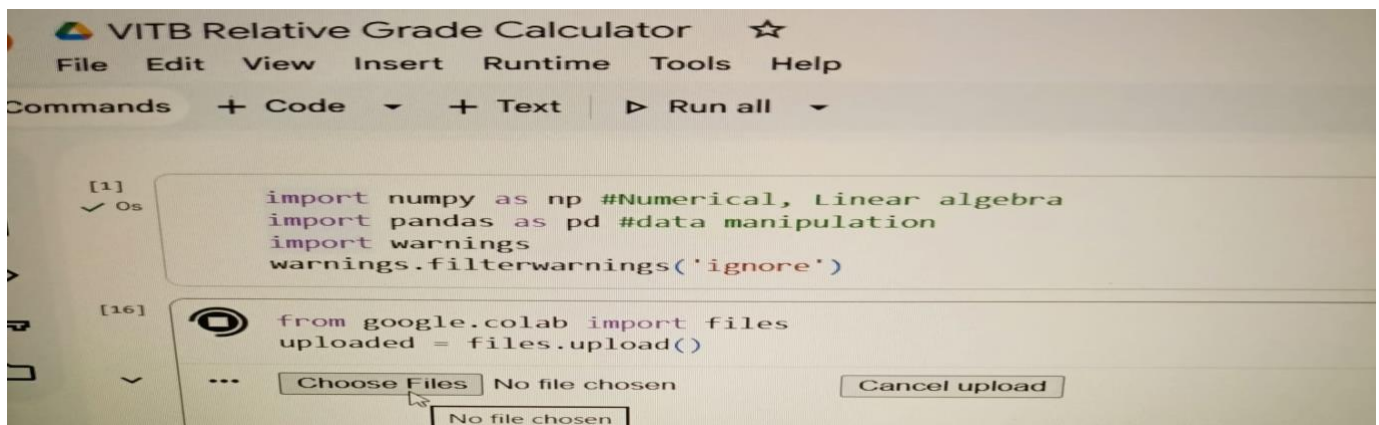 VITB Relative Grade Calculator
File Edit View Insert Runtime Tools Help
Commands + Code + Text Run all
[1]
0s
import numpy as np #Numerical, Linear algebra
import pandas as pd #data manipulation
import warnings
warnings.filterwarnings('ignore')
[16]
from google.colab import files
uploaded = files.upload()
... Choose Files No file chosen Cancel upload
No file chosen